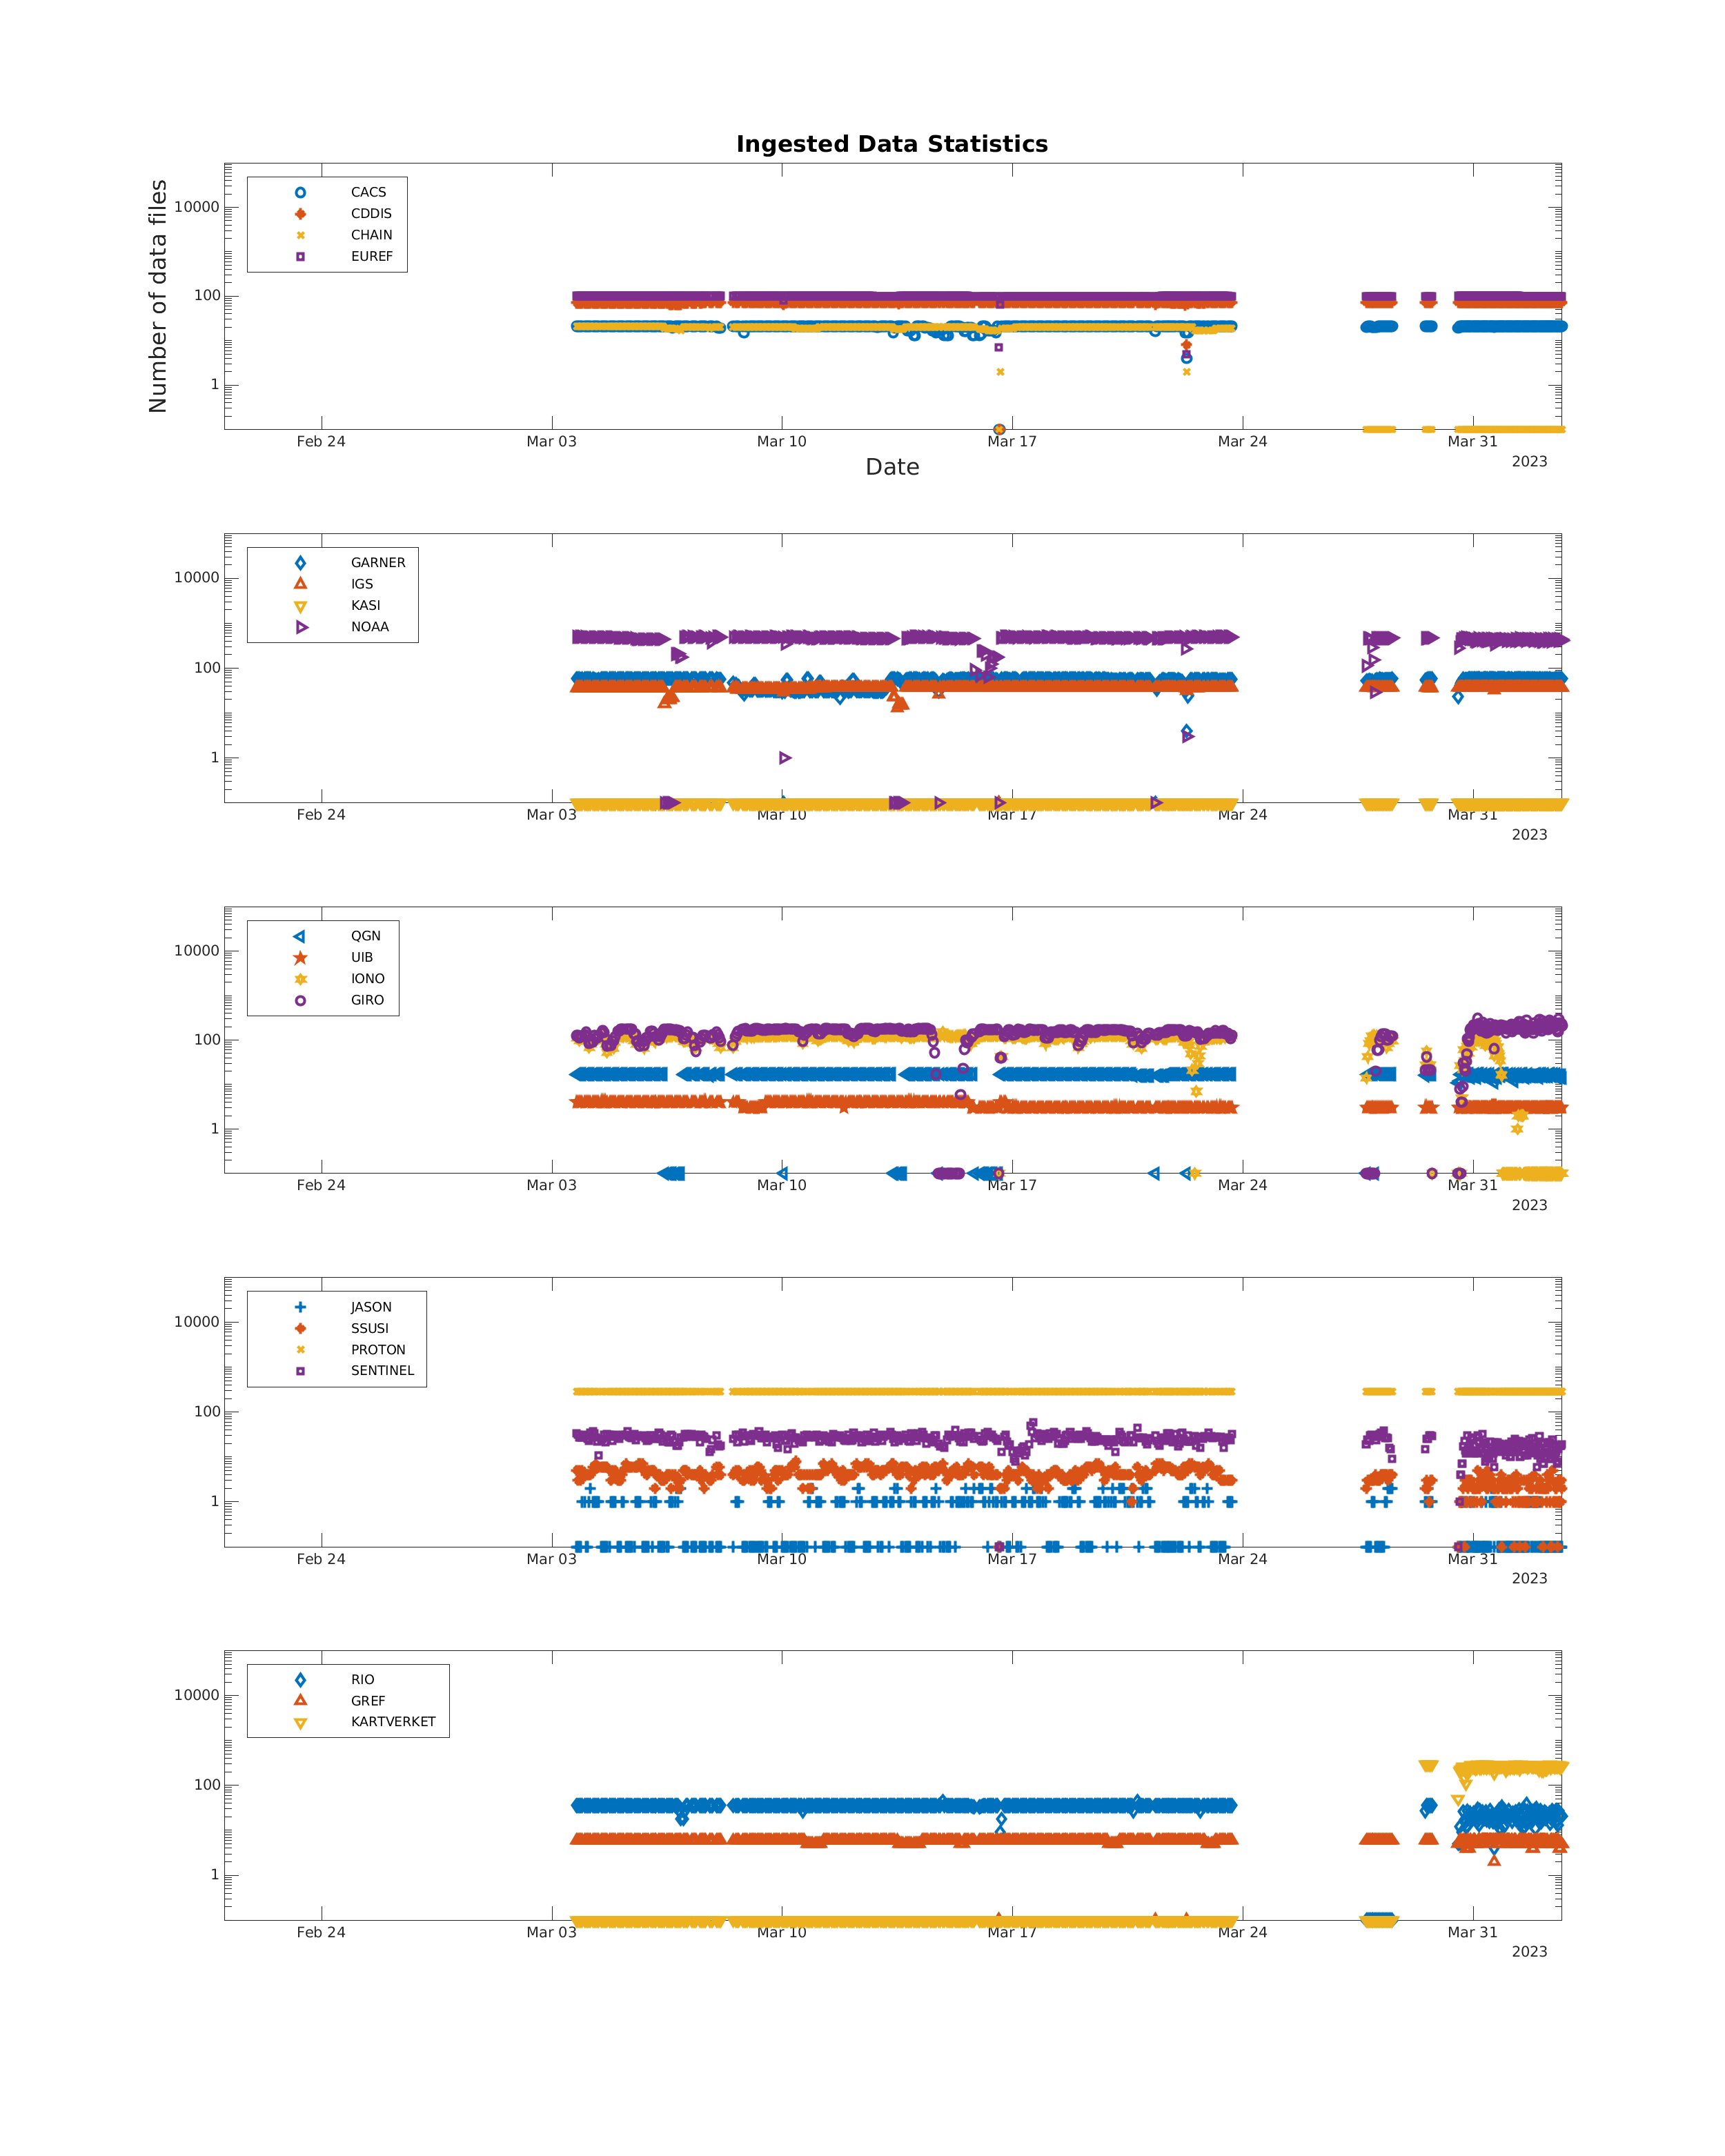 Ingested Data Statistics
Number of data files
CACS
CDDIS
CHAIN
EUREF
10000
100
1
Feb 24 Mar 03 Mar 10 Mar 17 Mar 24 Mar 31
2023
Date
GARNER
IGS
KASI
NOAA
10000
100
1
Feb 24 Mar 03 Mar 10 Mar 17 Mar 24 Mar 31
2023
QGN
UIB
IONO
GIRO
10000
100
1
Feb 24 Mar 03 Mar 10 Mar 17 Mar 24 Mar 31
2023
JASON
SSUSI
PROTON
SENTINEL
10000
100
1
Feb 24 Mar 03 Mar 10 Mar 17 Mar 24 Mar 31
2023
RIO
GREF
KARTVERKET
10000
100
1
Feb 24 Mar 03 Mar 10 Mar 17 Mar 24 Mar 31
2023